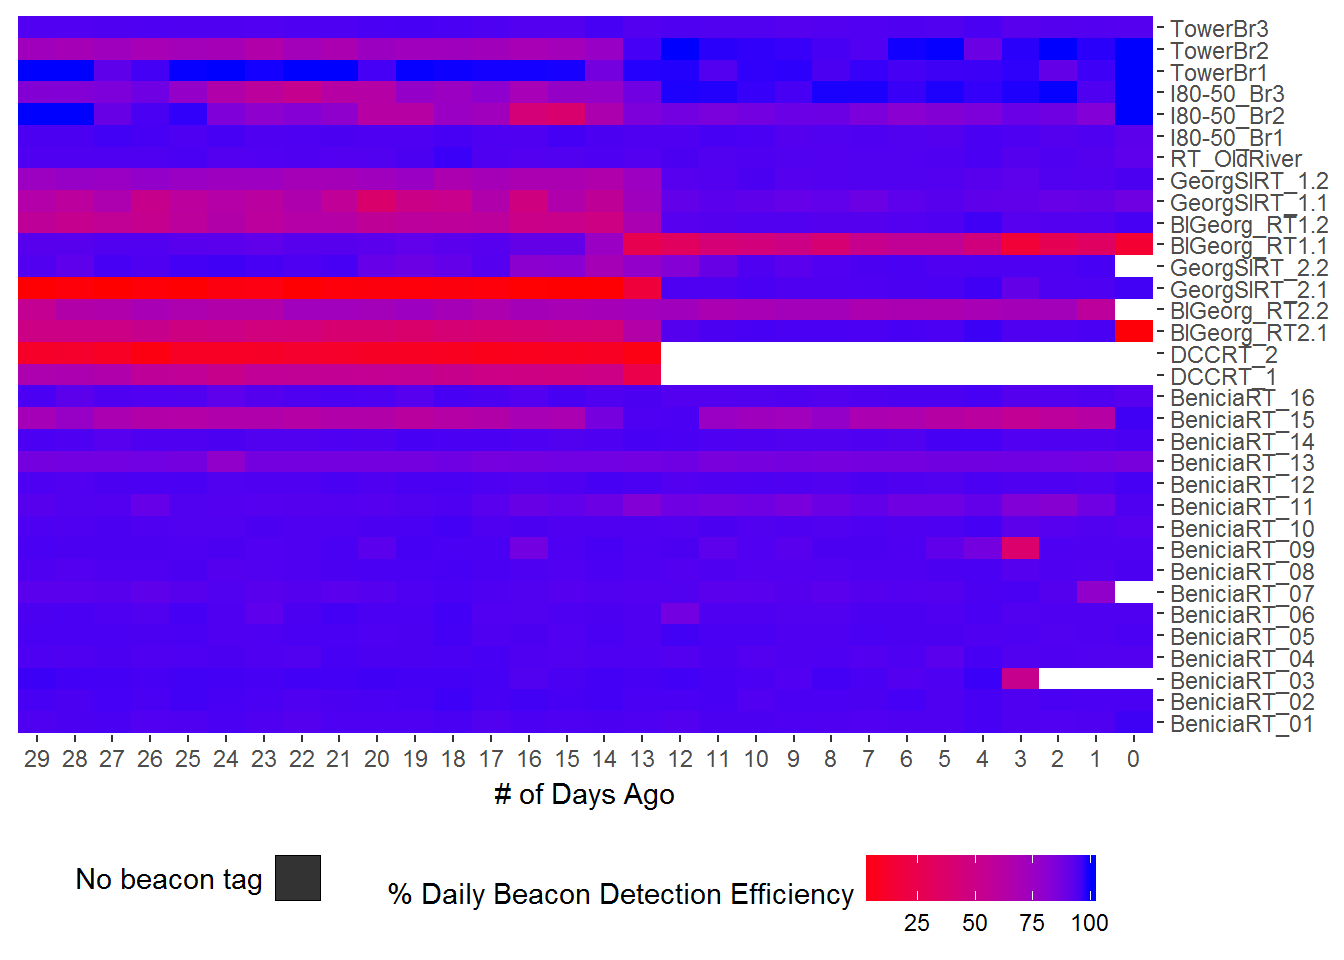 TowerBr3
TowerBr2
TowerBr1
I80-50_Br3
I80-50_Br2
I80-50_Br1
RT_OldRiver
GeorgSlRT_1.2
GeorgSlRT_1.1
BlGeorg_RT1.2
BlGeorg_RT1.1
GeorgSlRT_2.2
GeorgSlRT_2.1
BlGeorg_RT2.2
BlGeorg_RT2.1
DCCRT_2
DCCRT_1
BeniciaRT_16
BeniciaRT_15
BeniciaRT_14
BeniciaRT_13
BeniciaRT_12
BeniciaRT_11
BeniciaRT_10
BeniciaRT_09
BeniciaRT_08
BeniciaRT_07
BeniciaRT_06
BeniciaRT_05
BeniciaRT_04
BeniciaRT_03
BeniciaRT_02
BeniciaRT_01
29 28 27 26 25 24 23 22 21 20 19 18 17 16 15 14 13 12 11 10 9 8 7 6 5 4 3 2 1 0
# of Days Ago
No beacon tag
% Daily Beacon Detection Efficiency
25 50 75 100